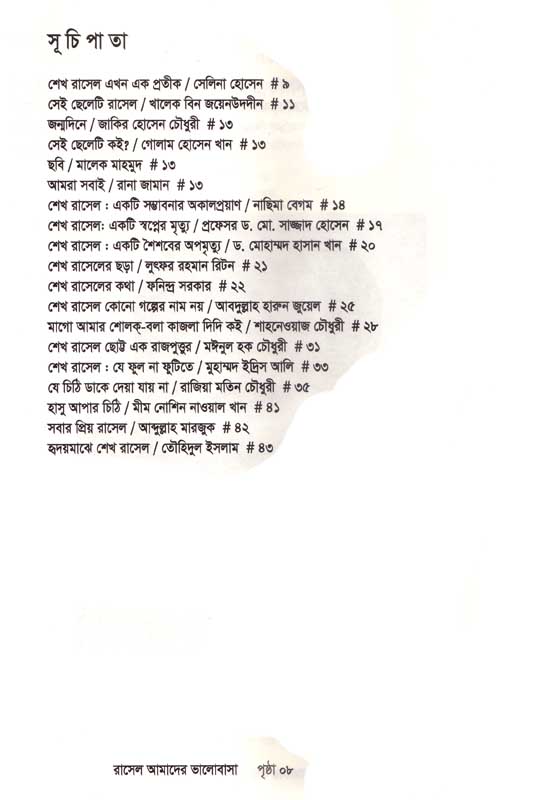 সূ চি পা তা
শেখ রাসেল এখন এক প্রতীক / সেলিনা হোসেন # ৯
সেই ছেলেটি রাসেল / খালেক বিন জয়েনউদদীন # ১১
জন্মদিনে / জাকির হোসেন চৌধুরী # ১৩
সেই ছেলেটি কই? / গোলাম হোসেন খান # ১৩
ছবি / মালেক মাহমুদ # ১৩
আমরা সবাই / রানা জামান # ১৩
শেখ রাসেল : একটি সম্ভাবনার অকালপ্রয়াণ / নাছিমা বেগম # ১৪
শেখ রাসেল: একটি স্বপ্নের মৃত্যু / প্রফেসর ড. মো. সাজ্জাদ হোসেন # ১৭
শেখ রাসেল : একটি শৈশবের অপমৃত্যু / ড. মোহাম্মদ হাসান খান # ২০
শেখ রাসেলের ছড়া / লুৎফর রহমান রিটন # ২১
শেখ রাসেলের কথা / ফনিন্দ্র সরকার # ২২
শেখ রাসেল কোনো গল্পের নাম নয় / আবদুল্লাহ হারুন জুয়েল # ২৫
মাগো আমার শোলক্-বলা কাজলা দিদি কই / শাহনেওয়াজ চৌধুরী # ২৮
শেখ রাসেল ছোট্ট এক রাজপুত্তুর / মঈনুল হক চৌধুরী # ৩১
শেখ রাসেল : যে ফুল না ফুটিতে / মুহাম্মদ ইদ্রিস আলি # ৩৩
যে চিঠি ডাকে দেয়া যায় না / রাজিয়া মতিন চৌধুরী # ৩৫
হাসু আপার চিঠি / মীম নোশিন নাওয়াল খান # ৪১
সবার প্রিয় রাসেল / আব্দুল্লাহ মারজুক # ৪২
হৃদয়মাঝে শেখ রাসেল / তৌহিদুল ইসলাম # ৪৩
রাসেল আমাদের ভালোবাসা পৃষ্ঠা ০৮